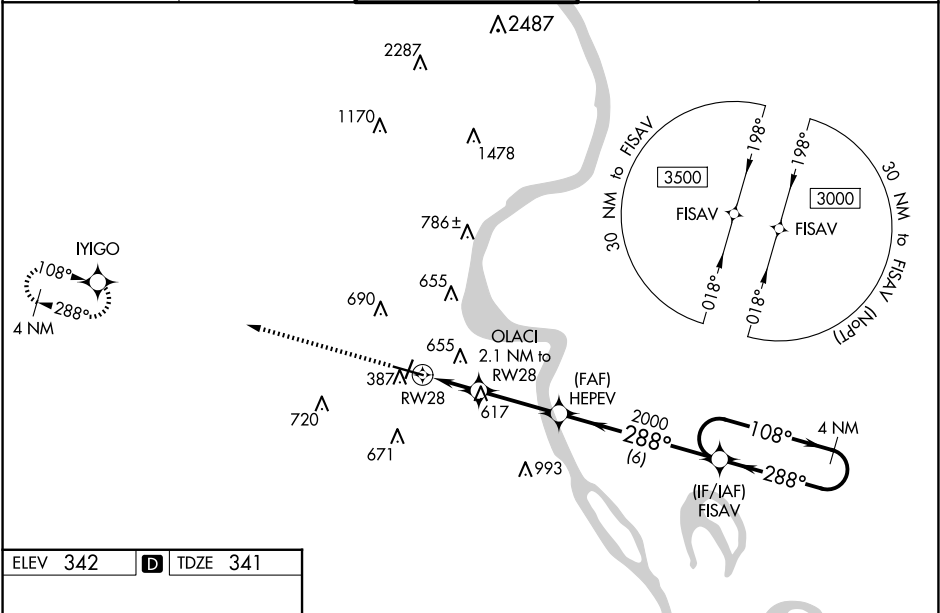 2487
2287
1170
1478
30 NM to FISAV
198°
198°
3500
3000
FISAV
FISAV
30 NM to FISAV (NoPT)
018°
018°
786±
IYIGO
108°
288°
4 NM
655
690
OLACI
2.1 NM to
RW28
655
387
RW28
617
(FAF)
HEPEV
720
671
993
2000
288°
(6)
108°
4 NM
288°
(IF/IAF)
FISAV
ELEV 342 D TDZE 341